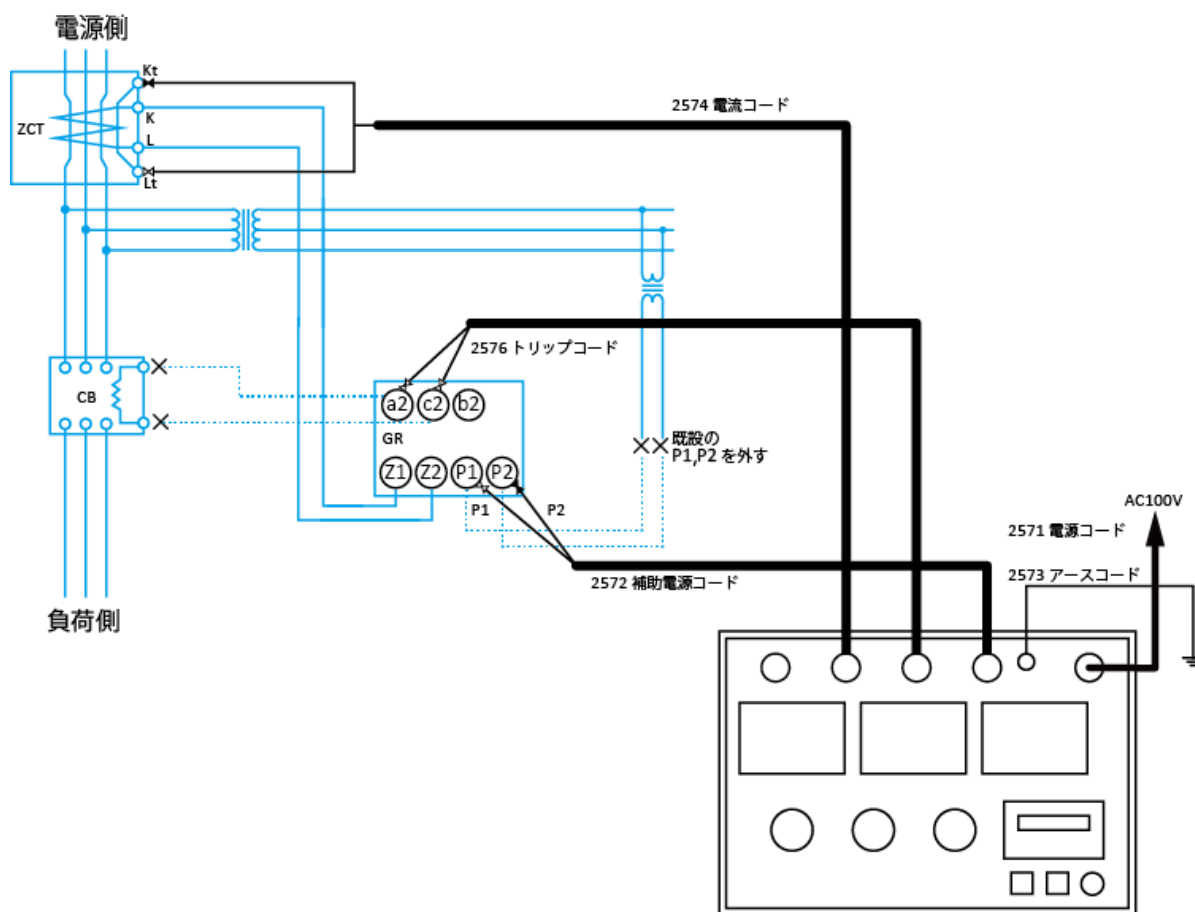 電源側
Kt
K
ZCT
L
Lt
2574 電流コード
2576 トリップコード
CB
a2
c2
b2
GR
既設の
P1,P2 を外す
Z1
Z2
P1
P2
P1
P2
AC100V
2571 電源コード
2572 補助電源コード
2573 アースコード
負荷側